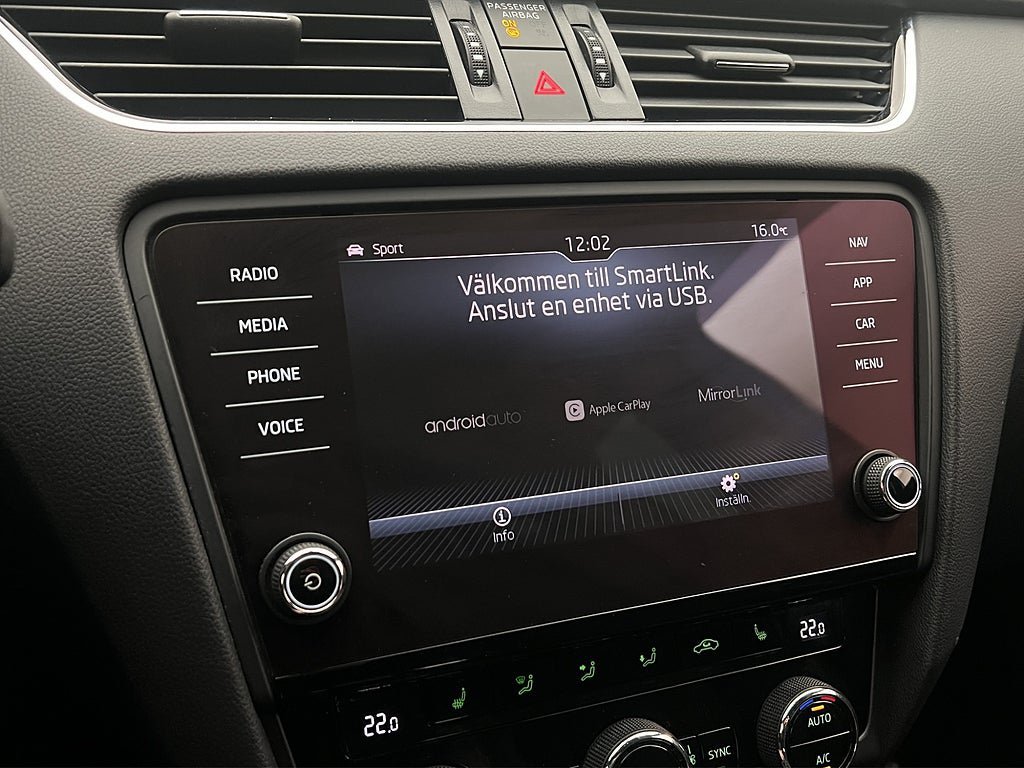 PASSENGER
AIRBAG
ON
Sport
12:02
16.0°C
Välkommen till SmartLink.
Anslut en enhet via USB.
RADIO
MEDIA
PHONE
VOICE
NAV
APP
CAR
MENU
androidauto
Apple CarPlay
MirrorLink
Info
Inställn.
22.0
22.0
SYNC
AUTO
A/C